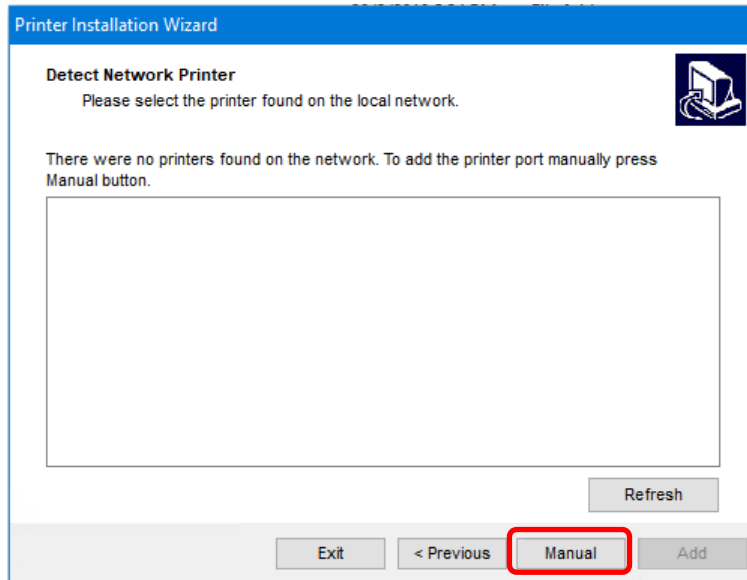 Printer Installation Wizard
Detect Network Printer
Please select the printer found on the local network.
There were no printers found on the network. To add the printer port manually press
Manual button.
Refresh
Exit
< Previous
Manual
Add